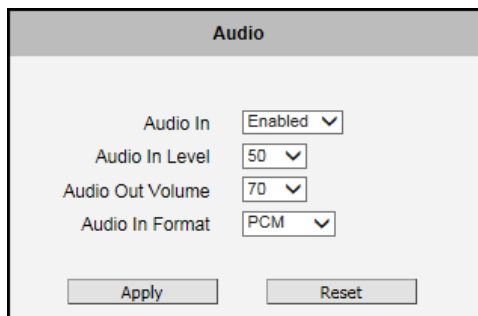 Audio
Audio In Enabled
Audio In Level 50
Audio Out Volume 70
Audio In Format PCM
Apply Reset